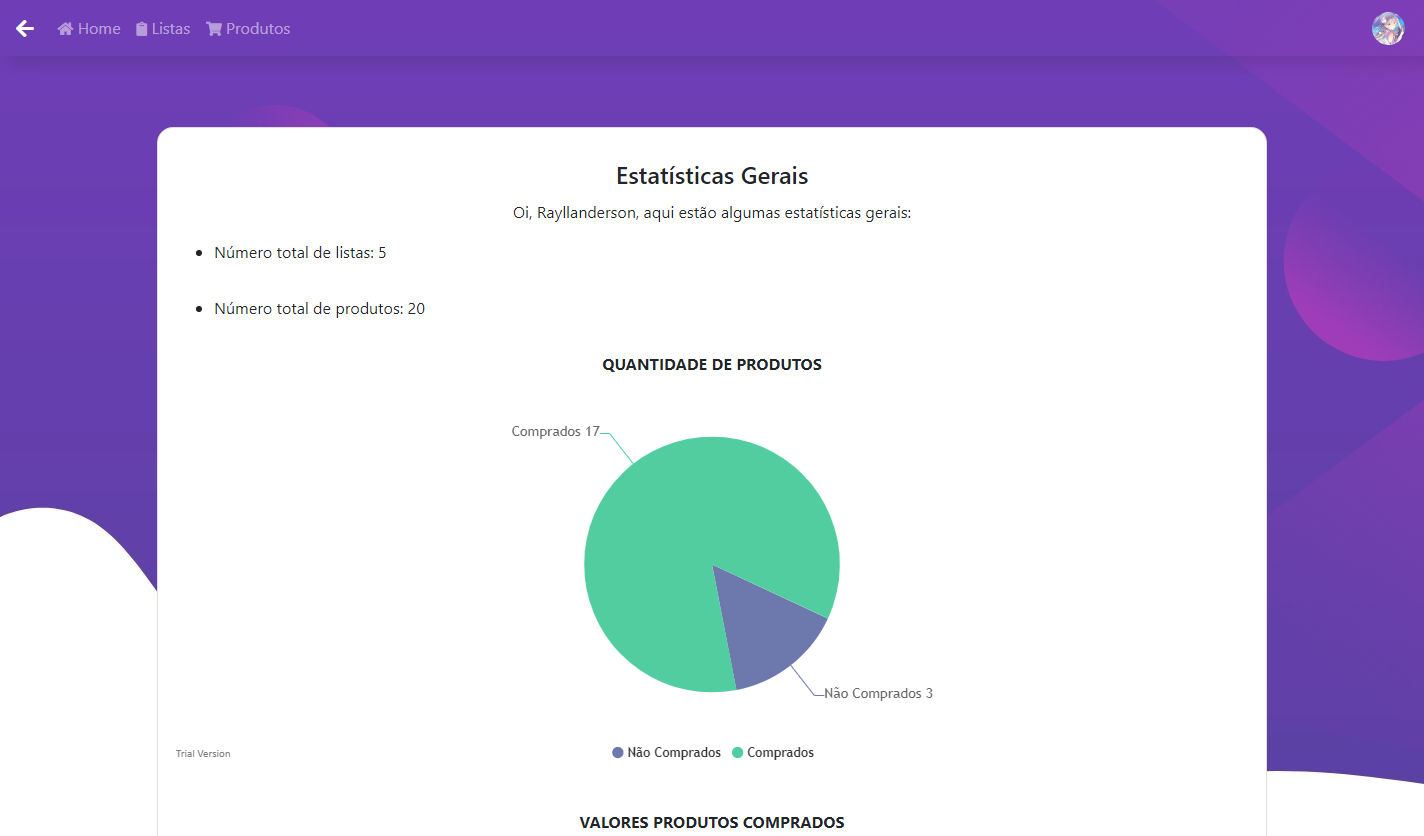 Home Listas Produtos
Estatísticas Gerais
Oi, Rayllanderson, aqui estão algumas estatísticas gerais:
Número total de listas: 5
Número total de produtos: 20
QUANTIDADE DE PRODUTOS
Comprados 17
Não Comprados 3
Trial Version
Não Comprados Comprados
VALORES PRODUTOS COMPRADOS